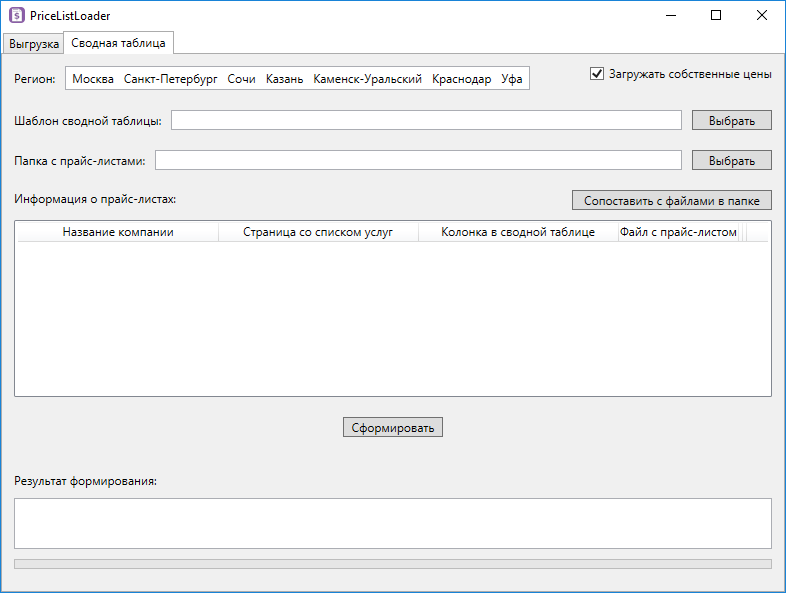 PriceListLoader
Выгрузка Сводная таблица
Регион: Москва Санкт-Петербург Сочи Казань Каменск-Уральский Краснодар Уфа Загружать собственные цены
Шаблон сводной таблицы: Выбрать
Папка с прайс-листами: Выбрать
Информация о прайс-листах: Сопоставить с файлами в папке
Название компании Страница со списком услуг Колонка в сводной таблице Файл с прайс-листом
Сформировать
Результат формирования: